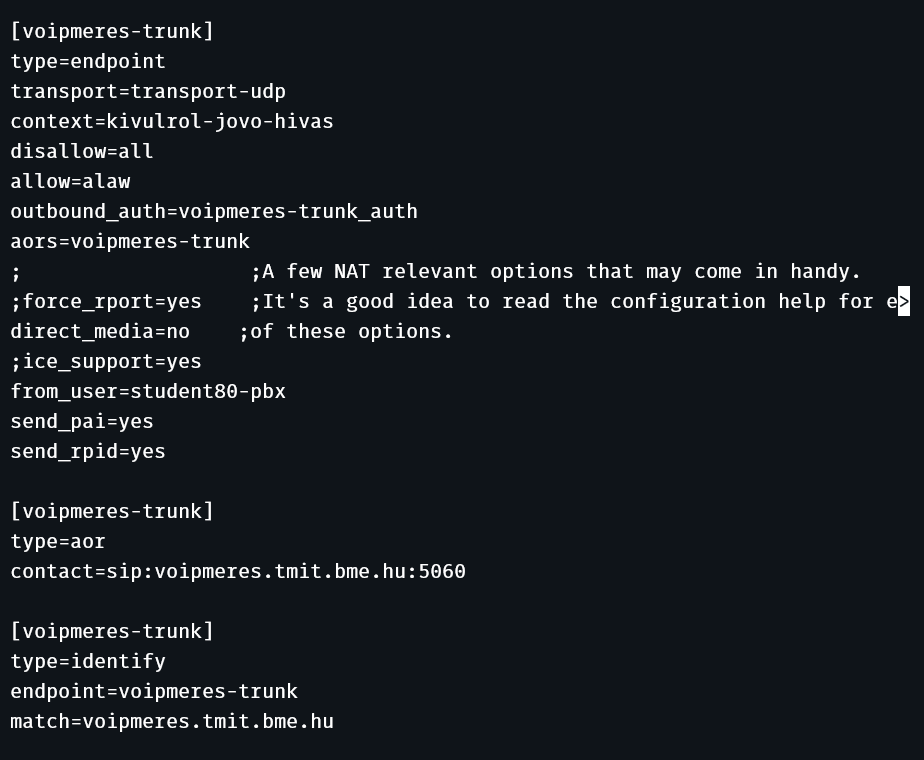 [voipmeres-trunk]
type=endpoint
transport=transport-udp
context=kivulrol-jovo-hivas
disallow=all
allow=alaw
outbound_auth=voipmeres-trunk_auth
aors=voipmeres-trunk
;                   ;A few NAT relevant options that may come in handy.
;force_rport=yes    ;It's a good idea to read the configuration help for e>
direct_media=no    ;of these options.
;ice_support=yes
from_user=student80-pbx
send_pai=yes
send_rpid=yes

[voipmeres-trunk]
type=aor
contact=sip:voipmeres.tmit.bme.hu:5060

[voipmeres-trunk]
type=identify
endpoint=voipmeres-trunk
match=voipmeres.tmit.bme.hu